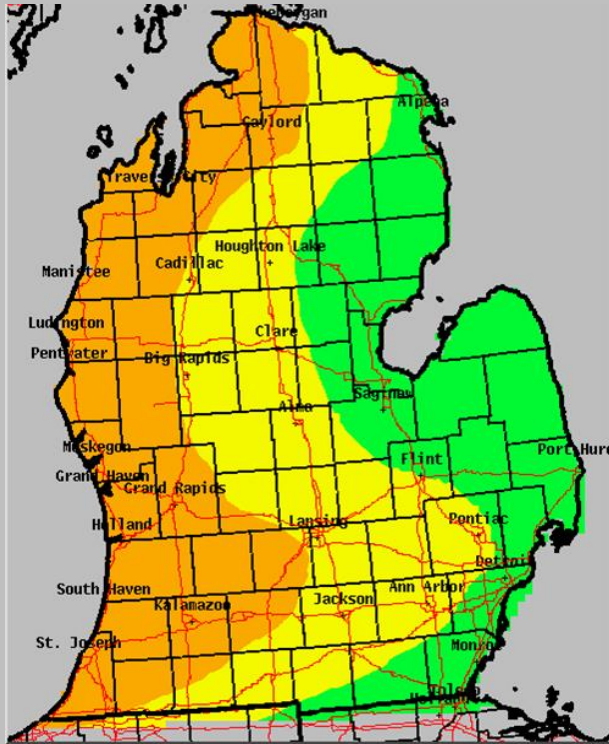 Alpena
Gaylord
Traverse City
Houghton Lake
Cadillac
Manistee
Ludington
Clare
Pentwater
Big Rapids
Saginaw
Alma
Muskegon
Port Huron
Flint
Grand Haven
Grand Rapids
Holland
Lansing
Pontiac
Detroit
South Haven
Ann Arbor
Kalamazoo
Jackson
St. Joseph
Monroe
Toledo